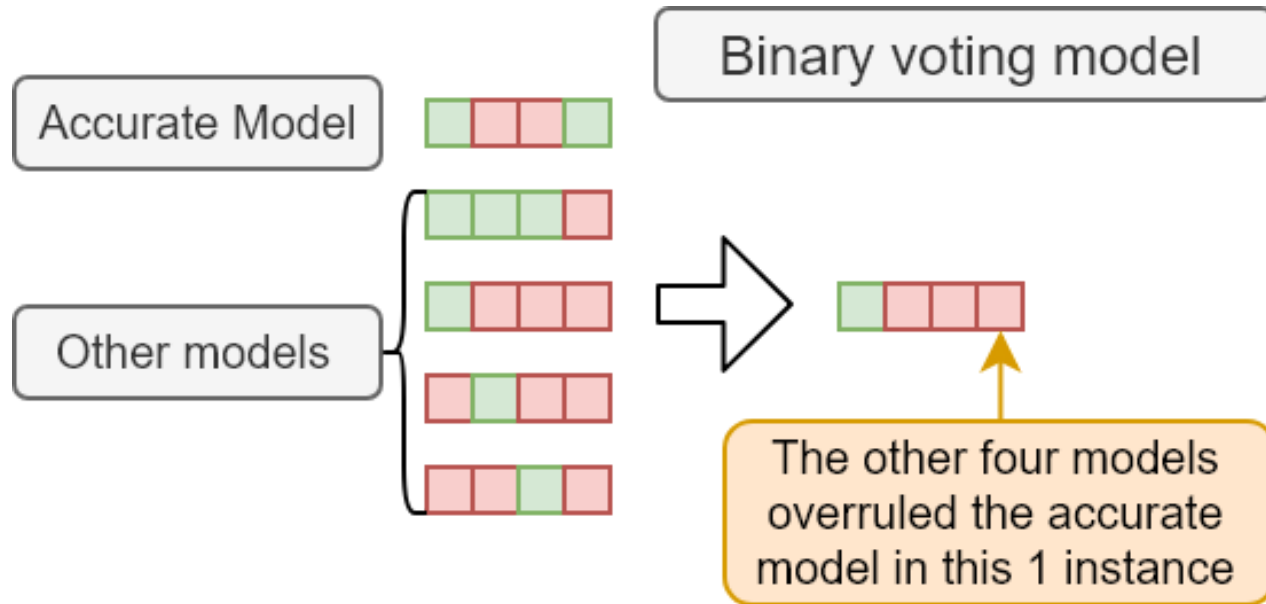 Binary voting model
Accurate Model
Other models
The other four models
overruled the accurate
model in this 1 instance